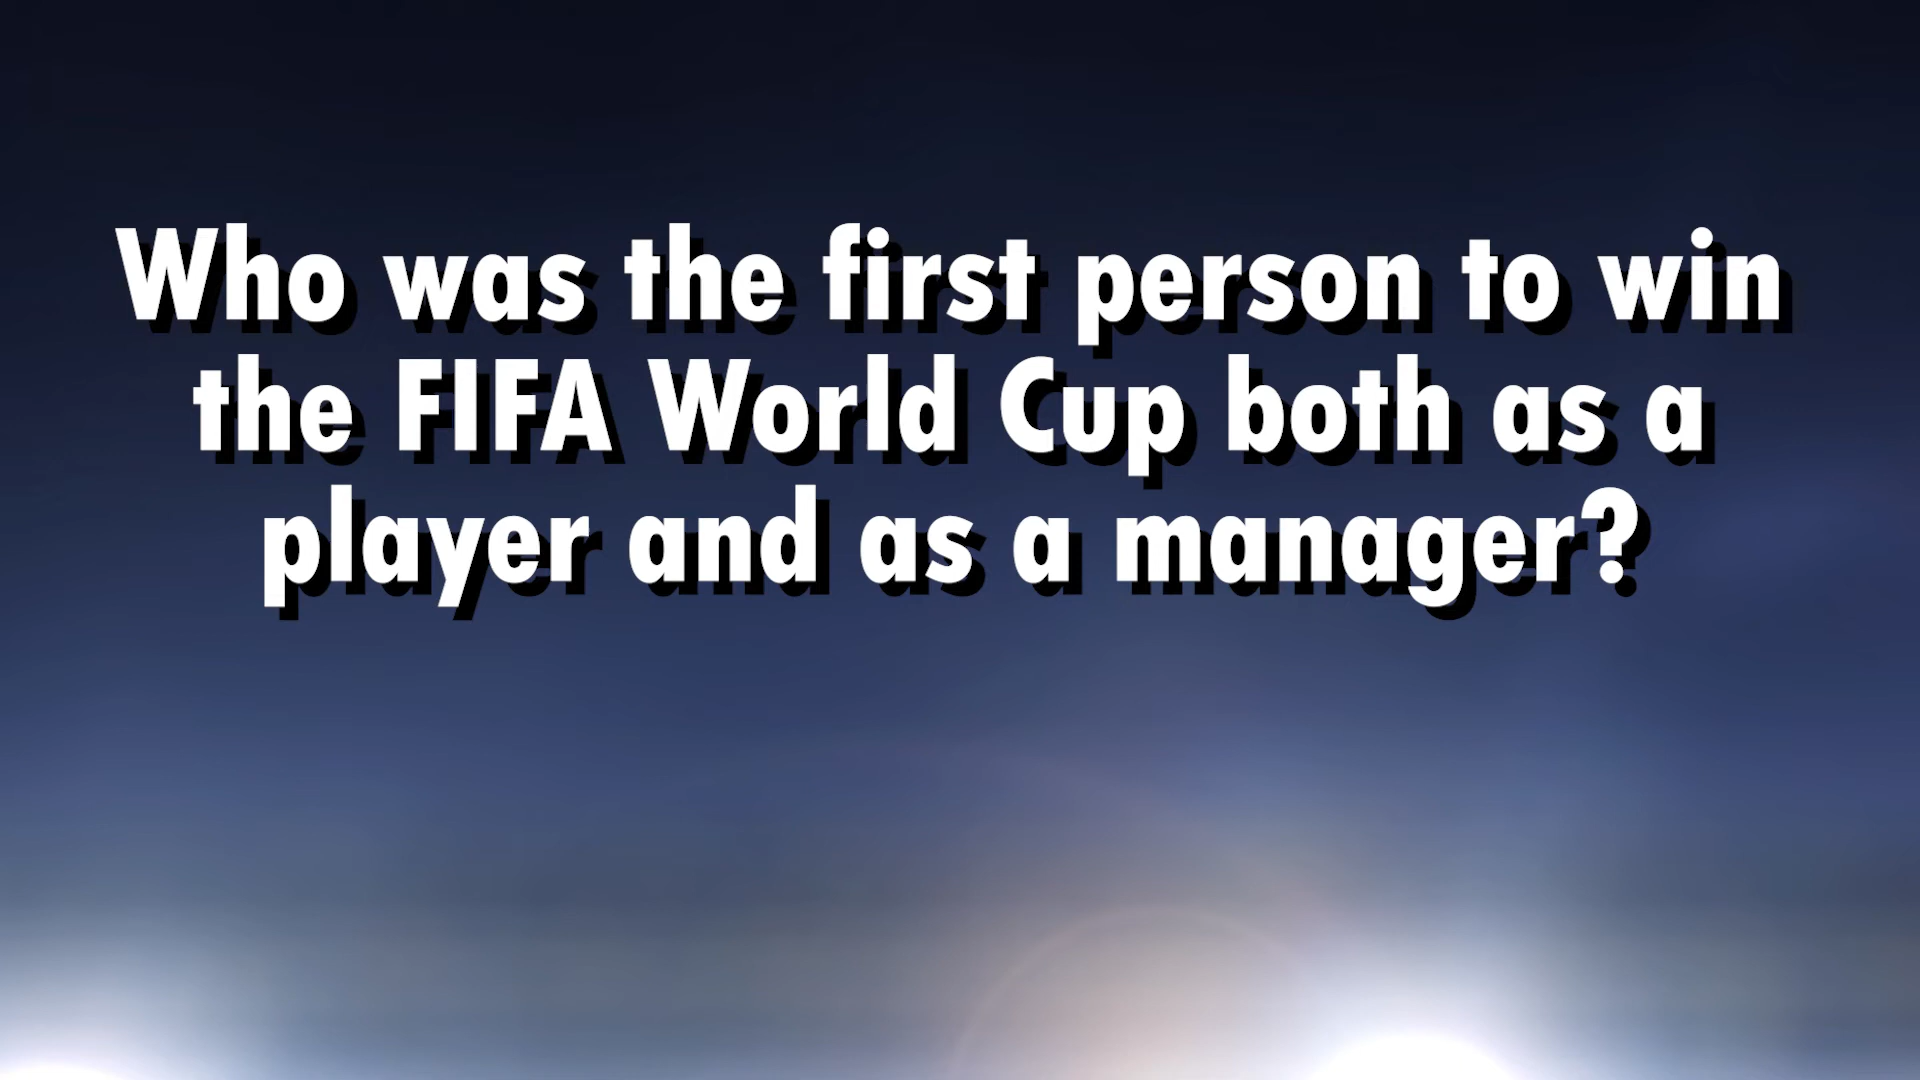 Who was the first person to win
the FIFA World Cup both as a
player and as a manager?